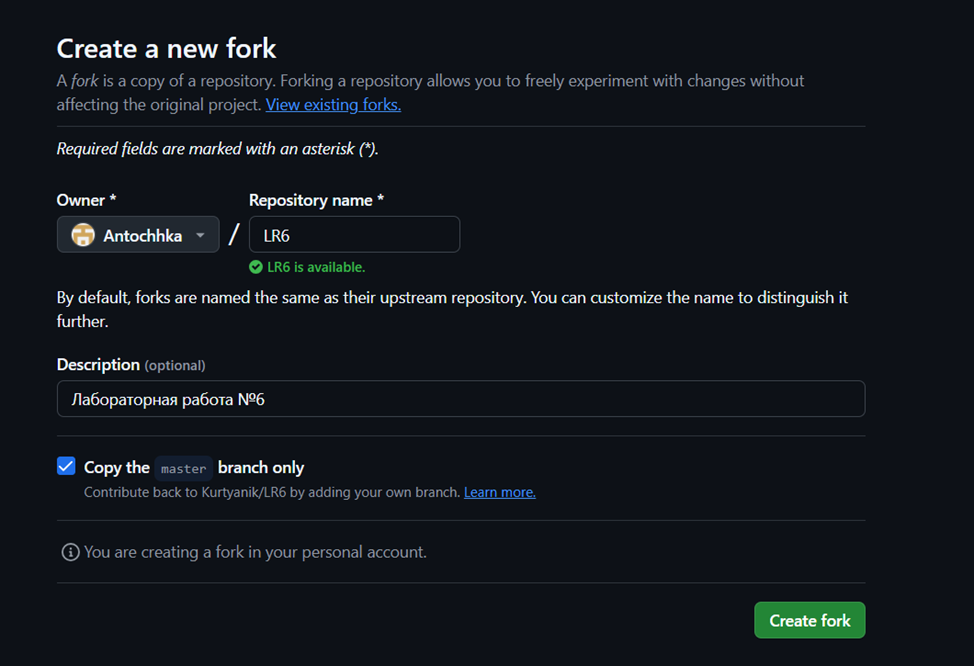 Create a new fork
A fork is a copy of a repository. Forking a repository allows you to freely experiment with changes without
affecting the original project. View existing forks.
Required fields are marked with an asterisk (*).
Owner *
Repository name *
Antochhka
/
LR6
LR6 is available.
By default, forks are named the same as their upstream repository. You can customize the name to distinguish it
further.
Description (optional)
Лабораторная работа №6
Copy the master branch only
Contribute back to Kurtyanik/LR6 by adding your own branch. Learn more.
You are creating a fork in your personal account.
Create fork